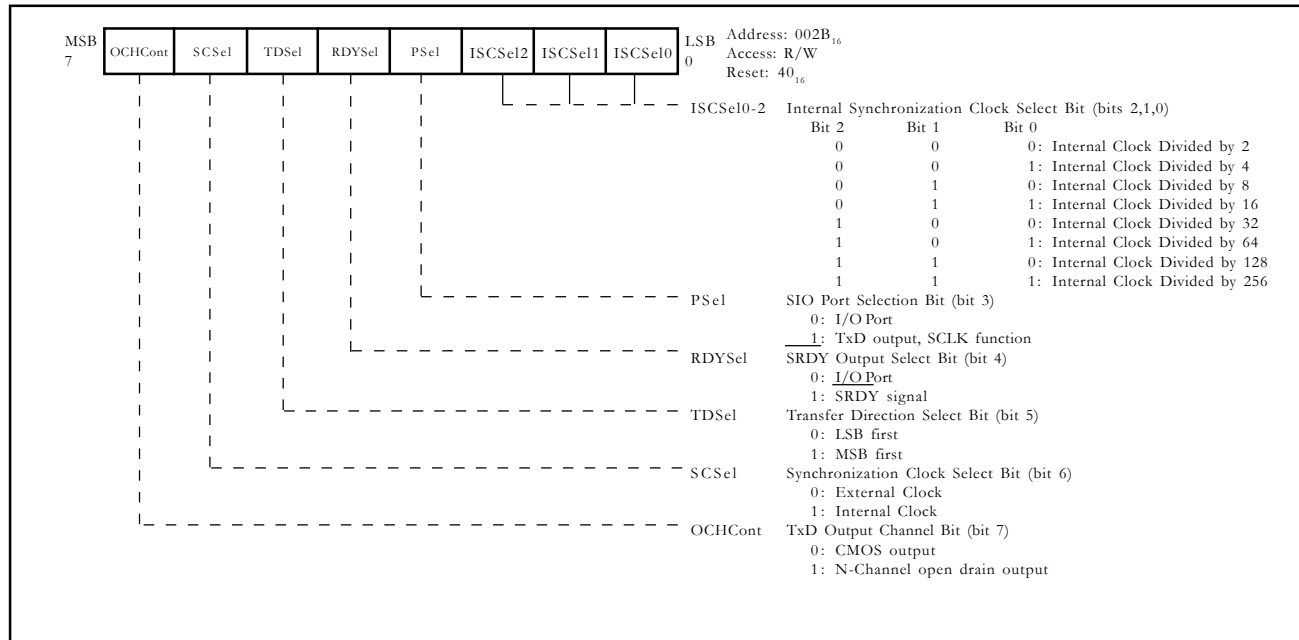 MSB 7 OCHCont SCSel TDSel RDYSel PSel ISCSel2 ISCSel1 ISCSel0 LSB 0
Address: 002B16
Access: R/W
Reset: 4016
ISCSel0-2 Internal Synchronization Clock Select Bit (bits 2,1,0)
Bit 2 Bit 1 Bit 0
0 0 0: Internal Clock Divided by 2
0 0 1: Internal Clock Divided by 4
0 1 0: Internal Clock Divided by 8
0 1 1: Internal Clock Divided by 16
1 0 0: Internal Clock Divided by 32
1 0 1: Internal Clock Divided by 64
1 1 0: Internal Clock Divided by 128
1 1 1: Internal Clock Divided by 256
PSel SIO Port Selection Bit (bit 3)
0: I/O Port
1: TxD output, SCLK function
RDYSel SRDY Output Select Bit (bit 4)
0: I/O Port
1: SRDY signal
TDSel Transfer Direction Select Bit (bit 5)
0: LSB first
1: MSB first
SCSel Synchronization Clock Select Bit (bit 6)
0: External Clock
1: Internal Clock
OCHCont TxD Output Channel Bit (bit 7)
0: CMOS output
1: N-Channel open drain output